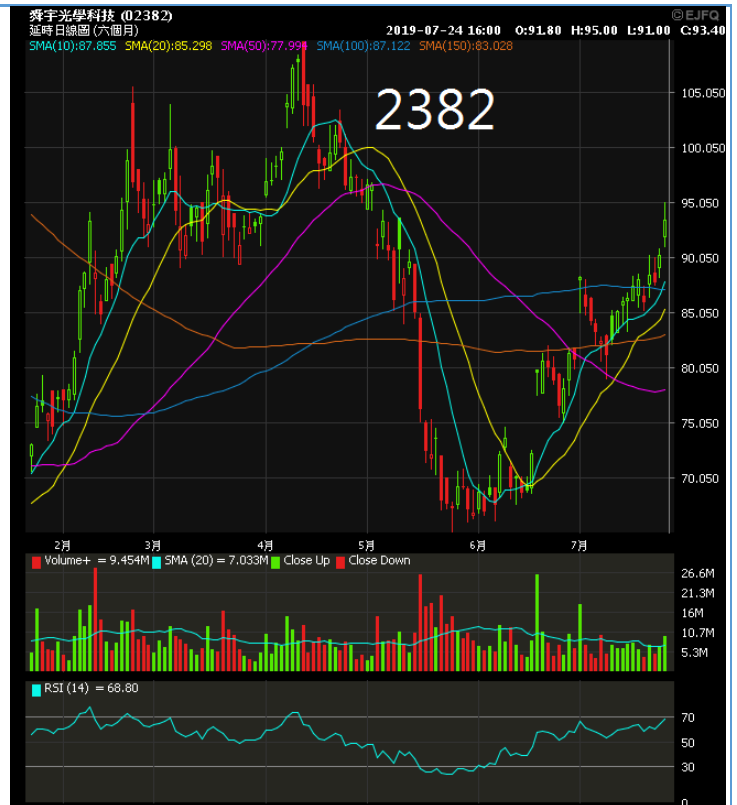 舜宇光學科技 (02382)
©EJFQ
延時日線圖 (六個月)
2019-07-24 16:00 O:91.80 H:95.00 L:91.00 C:93.40
SMA(10):87.855 SMA(20):85.298 SMA(50):77.994 SMA(100):87.122 SMA(150):83.028
2382
105.050
100.050
95.050
90.050
85.050
80.050
75.050
70.050
2月 3月 4月 5月 6月 7月
Volume+ = 9.454M SMA (20) = 7.033M Close Up Close Down
26.6M
21.3M
16M
10.7M
5.3M
RSI (14) = 68.80
70
50
30
0